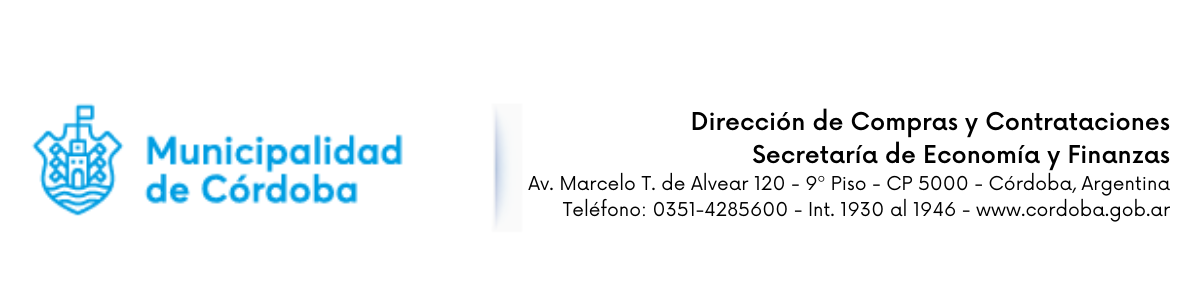 Municipalidad
de Córdoba
Dirección de Compras y Contrataciones
Secretaría de Economía y Finanzas
Av. Marcelo T. de Alvear 120 - 9º Piso - CP 5000 - Córdoba, Argentina
Teléfono: 0351-4285600 - Int. 1930 al 1946 - www.cordoba.gob.ar